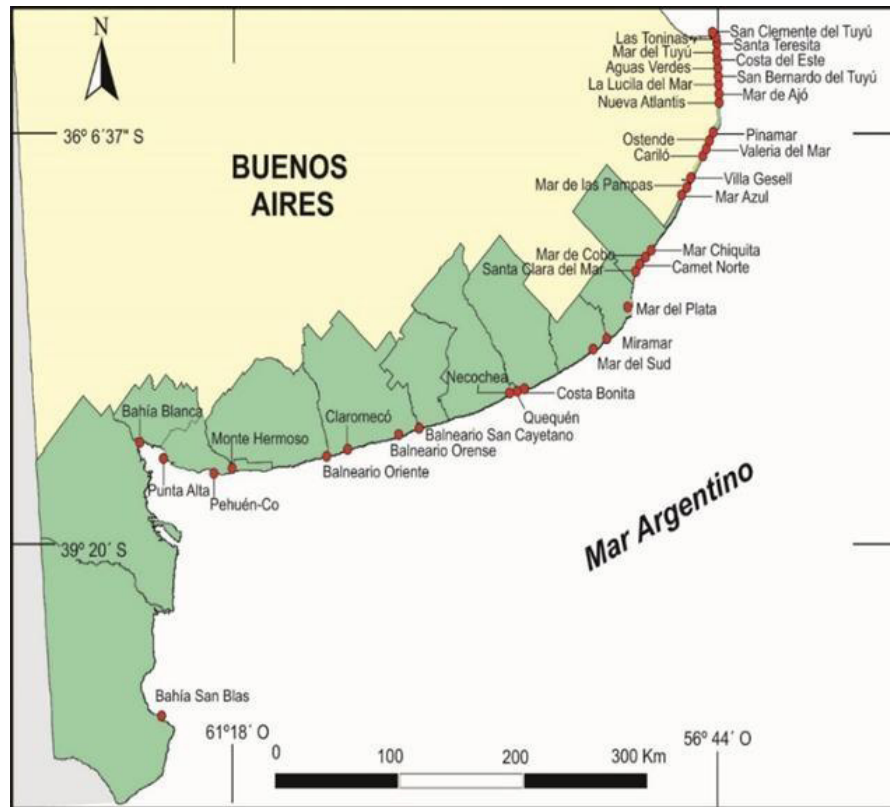 N
San Clemente del Tuyú
Las Toninas
Santa Teresita
Mar del Tuyú
Costa del Este
Aguas Verdes
San Bernardo del Tuyú
La Lucila del Mar
Mar de Ajó
Nueva Atlantis
36º 6´37" S
Pinamar
Ostende
Valeria del Mar
Cariló
BUENOS
AIRES
Villa Gesell
Mar de las Pampas
Mar Azul
Mar Chiquita
Mar de Cobo
Camet Norte
Santa Clara del Mar
Mar del Plata
Miramar
Mar del Sud
Necochea
Costa Bonita
Quequén
Claromecó
Bahía Blanca
Balneario San Cayetano
Monte Hermoso
Balneario Orense
Balneario Oriente
Punta Alta
Pehuén-Co
Mar Argentino
39º 20´ S
Bahía San Blas
61º18´ O
56º 44´ O
0
100
200
300 Km